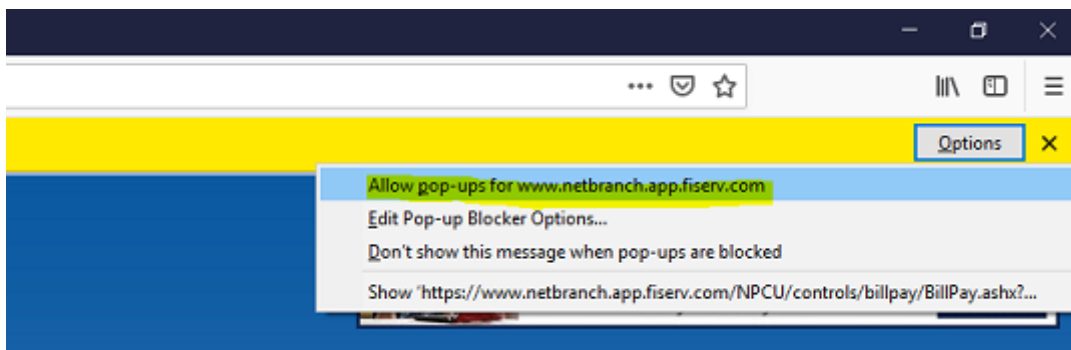 Options
Allow pop-ups for www.netbranch.app.fiserv.com
Edit Pop-up Blocker Options...
Don't show this message when pop-ups are blocked
Show 'https://www.netbranch.app.fiserv.com/NPCU/controls/billpay/BillPay.ashx?...